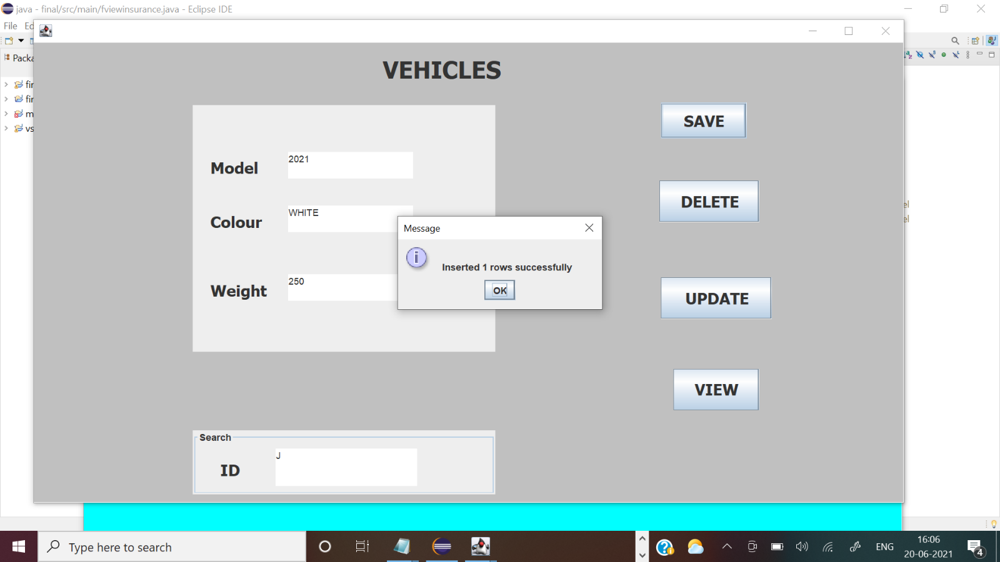 java - final/src/main/fviewinsurance.java - Eclipse IDE
File Ed
Packa
fin
fin
m
vs
VEHICLES
Model
2021
Colour
WHITE
Weight
250
SAVE
DELETE
UPDATE
VIEW
Message
i
Inserted 1 rows successfully
OK
Search
ID
J
el
el
Type here to search
ENG
16:06
20-06-2021
4